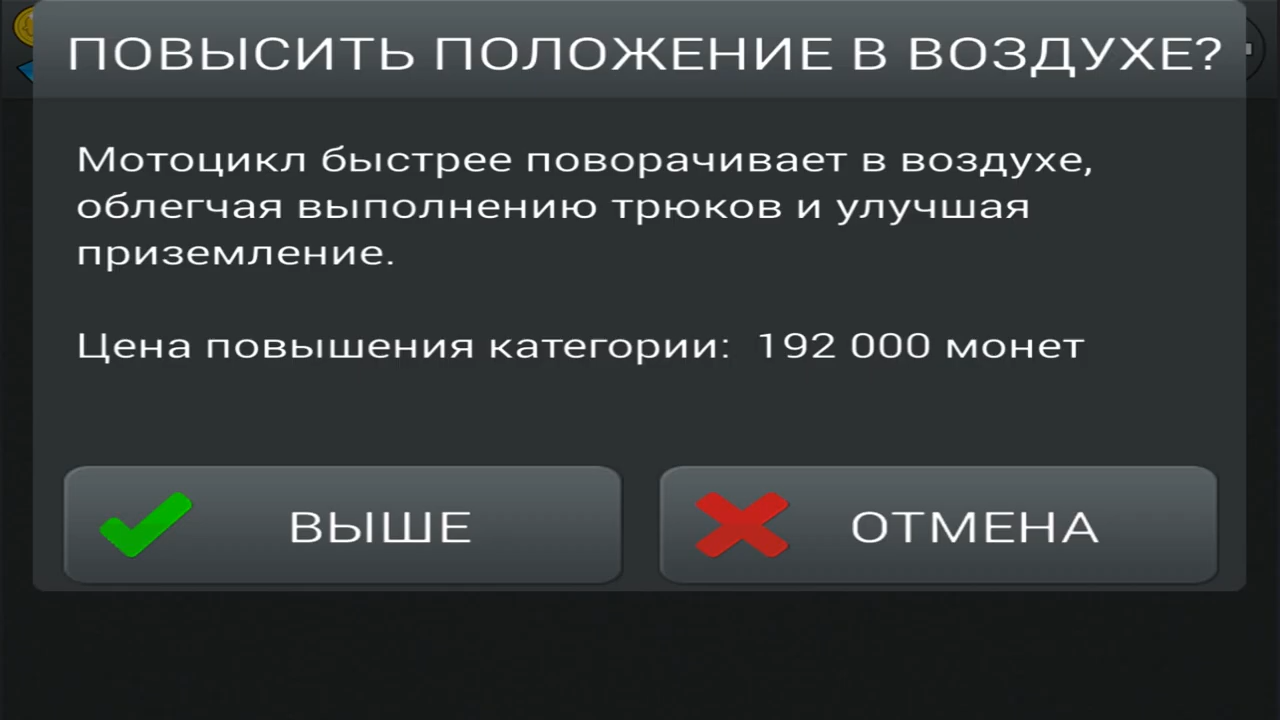 ПОВЫСИТЬ ПОЛОЖЕНИЕ В ВОЗДУХЕ?
Мотоцикл быстрее поворачивает в воздухе,
облегчая выполнению трюков и улучшая
приземление.
Цена повышения категории: 192 000 монет
ВЫШЕ
ОТМЕНА